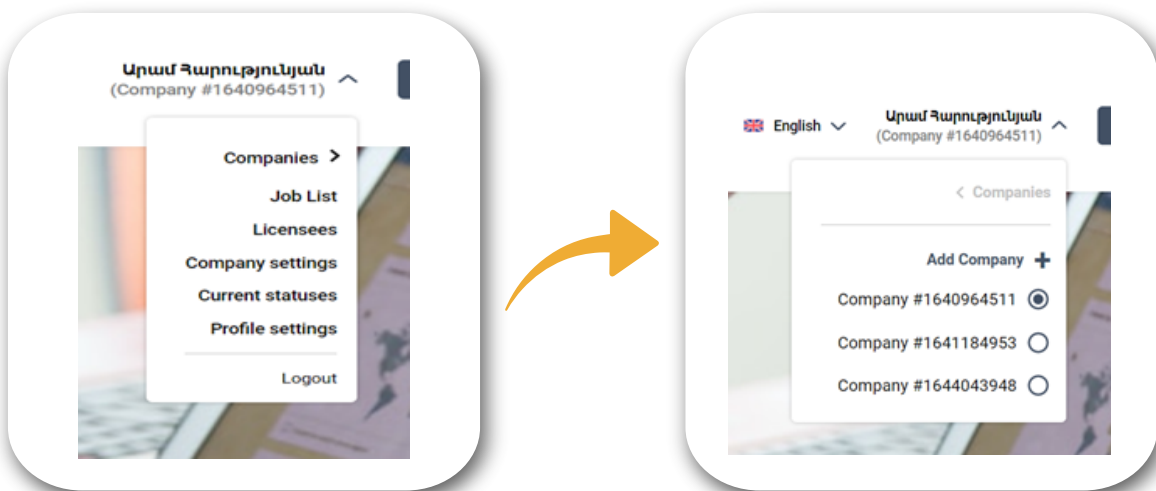 Արամ Հարությունյան
(Company #1640964511)
Companies >
Job List
Licensees
Company settings
Current statuses
Profile settings
Logout
English
Արամ Հարությունյան
(Company #1640964511)
< Companies
Add Company +
Company #1640964511
Company #1641184953
Company #1644043948